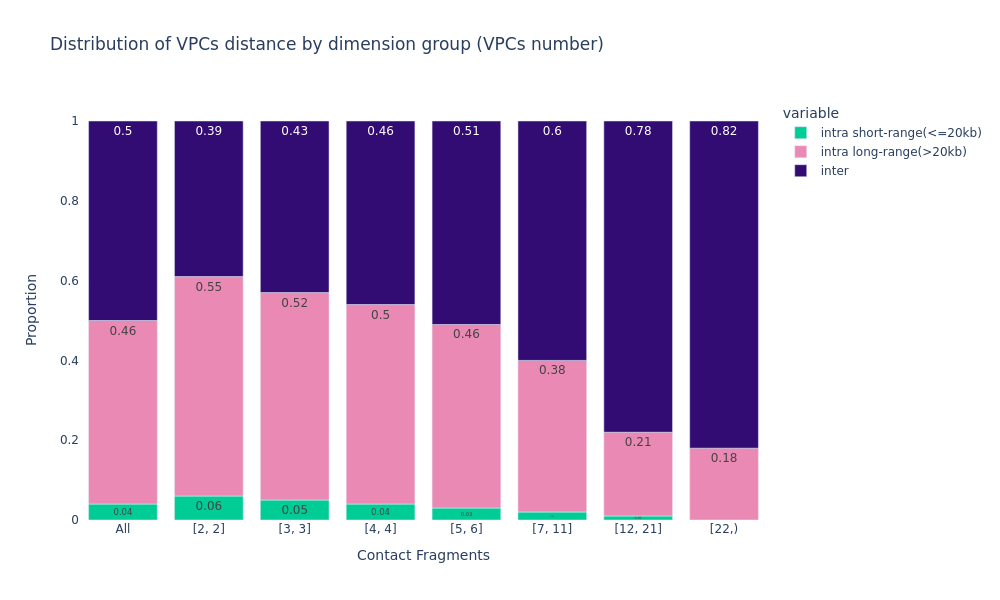 Distribution of VPCs distance by dimension group (VPCs number)
variable
intra short-range(<=20kb)
intra long-range(>20kb)
inter
Proportion
1
0.8
0.6
0.4
0.2
0
0.5 0.39 0.43 0.46 0.51 0.6 0.78 0.82
0.46 0.55 0.52 0.5 0.46 0.38 0.21 0.18
0.04 0.06 0.05 0.04 0.03
All [2, 2] [3, 3] [4, 4] [5, 6] [7, 11] [12, 21] [22,)
Contact Fragments